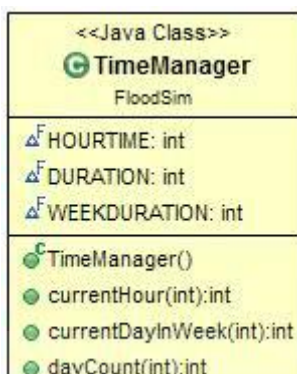 <<Java Class>>
TimeManager
FloodSim
HOURTIME: int
DURATION: int
WEEKDURATION: int
TimeManager()
currentHour(int):int
currentDayInWeek(int):int
dayCount(int):int